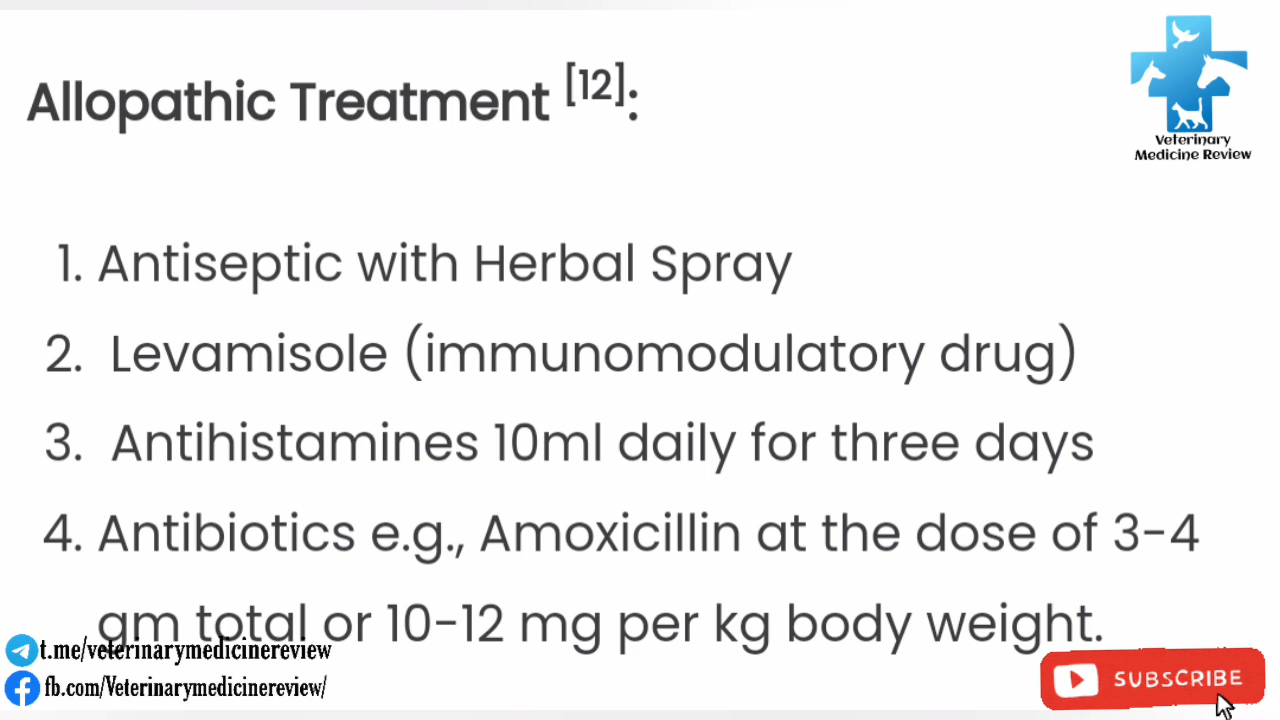 Allopathic Treatment [12]:
Veterinary
Medicine Review
1. Antiseptic with Herbal Spray
2. Levamisole (immunomodulatory drug)
3. Antihistamines 10ml daily for three days
4. Antibiotics e.g., Amoxicillin at the dose of 3-4
gm total or 10-12 mg per kg body weight.
t.me/veterinarymedicinereview
fb.com/Veterinarymedicinereview/
SUBSCRIBE